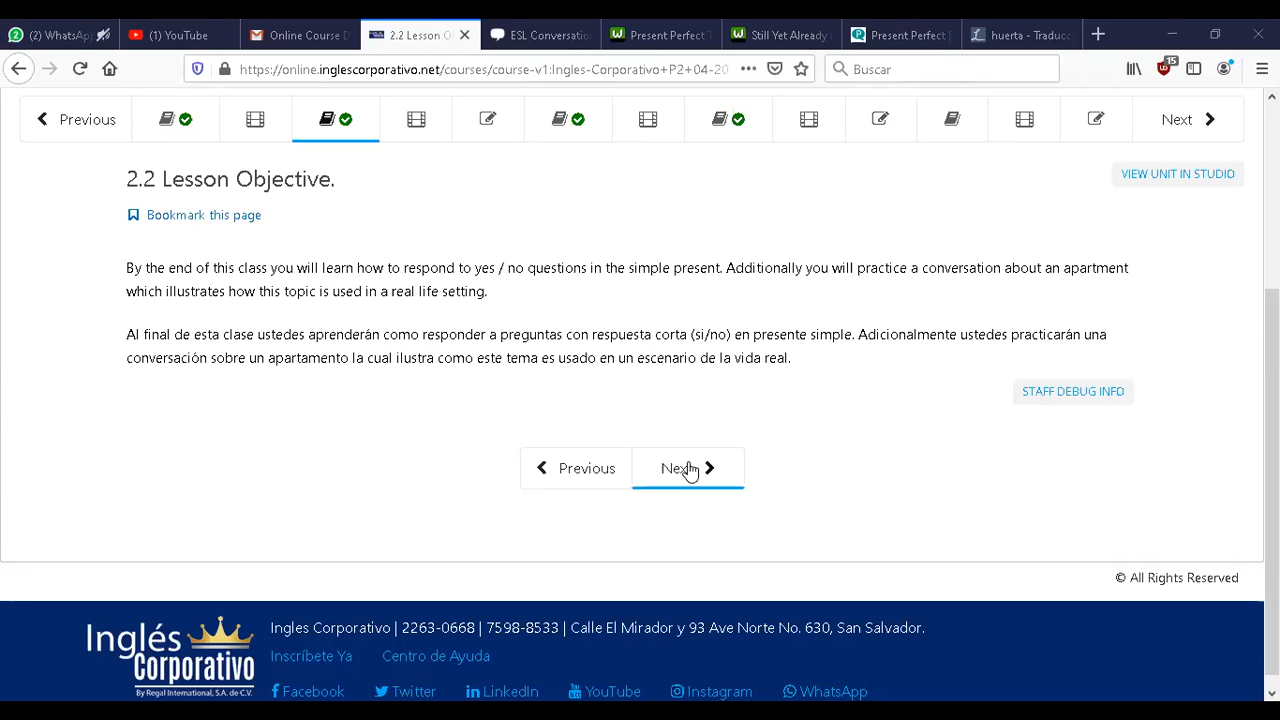 (2) WhatsApp
(1) YouTube
Online Course D
2.2 Lesson O
ESL Conversatio
Present Perfect T
Still Yet Already
Present Perfect
huerta - Traducc
https://online.inglescorporativo.net/courses/course-v1:Ingles-Corporativo+P2+04-20
Buscar
15
Previous
Next
2.2 Lesson Objective.
VIEW UNIT IN STUDIO
Bookmark this page
By the end of this class you will learn how to respond to yes / no questions in the simple present. Additionally you will practice a conversation about an apartment
which illustrates how this topic is used in a real life setting.
Al final de esta clase ustedes aprenderán como responder a preguntas con respuesta corta (si/no) en presente simple. Adicionalmente ustedes practicarán una
conversación sobre un apartamento la cual ilustra como este tema es usado en un escenario de la vida real.
STAFF DEBUG INFO
Previous
Next
© All Rights Reserved
Inglés Corporativo
By Regal International, S.A. de C.V.
Ingles Corporativo | 2263-0668 | 7598-8533 | Calle El Mirador y 93 Ave Norte No. 630, San Salvador.
Inscríbete Ya Centro de Ayuda
Facebook Twitter LinkedIn YouTube Instagram WhatsApp